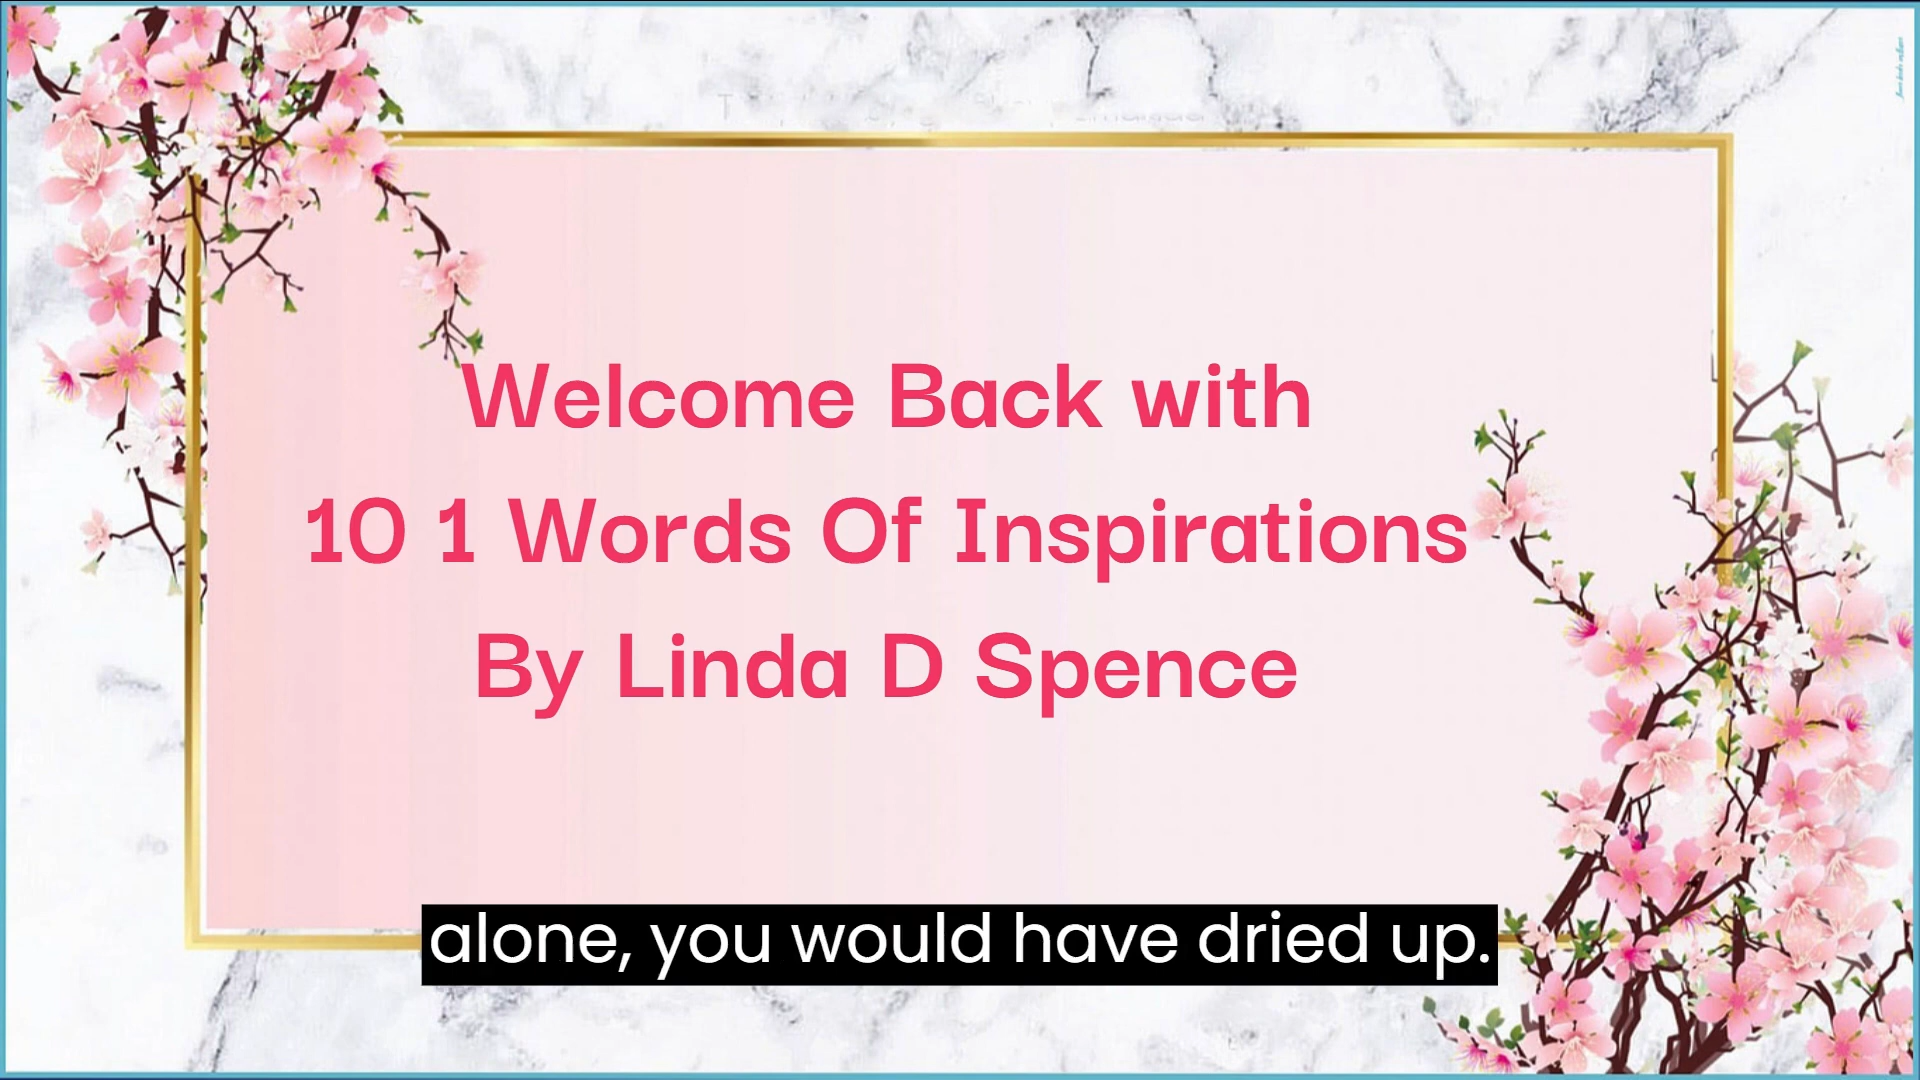 Welcome Back with
10 1 Words Of Inspirations
By Linda D Spence
alone, you would have dried up.